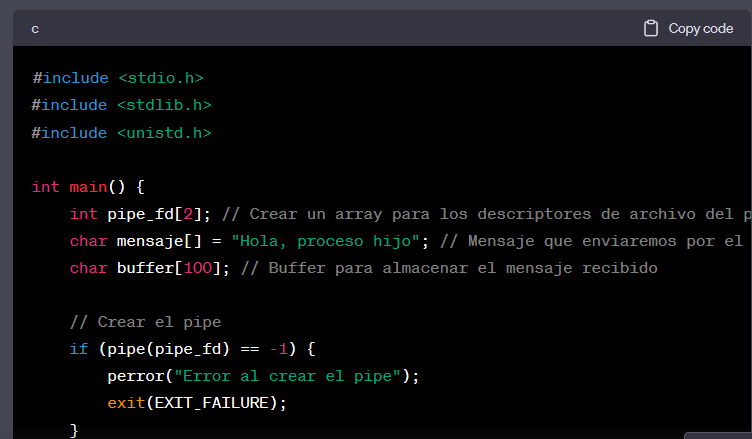 c
Copy code
#include <stdio.h>
#include <stdlib.h>
#include <unistd.h>
int main() {
int pipe_fd[2]; // Crear un array para los descriptores de archivo del p
char mensaje[] = "Hola, proceso hijo"; // Mensaje que enviaremos por el
char buffer[100]; // Buffer para almacenar el mensaje recibido
// Crear el pipe
if (pipe(pipe_fd) == -1) {
perror("Error al crear el pipe");
exit(EXIT_FAILURE);
}